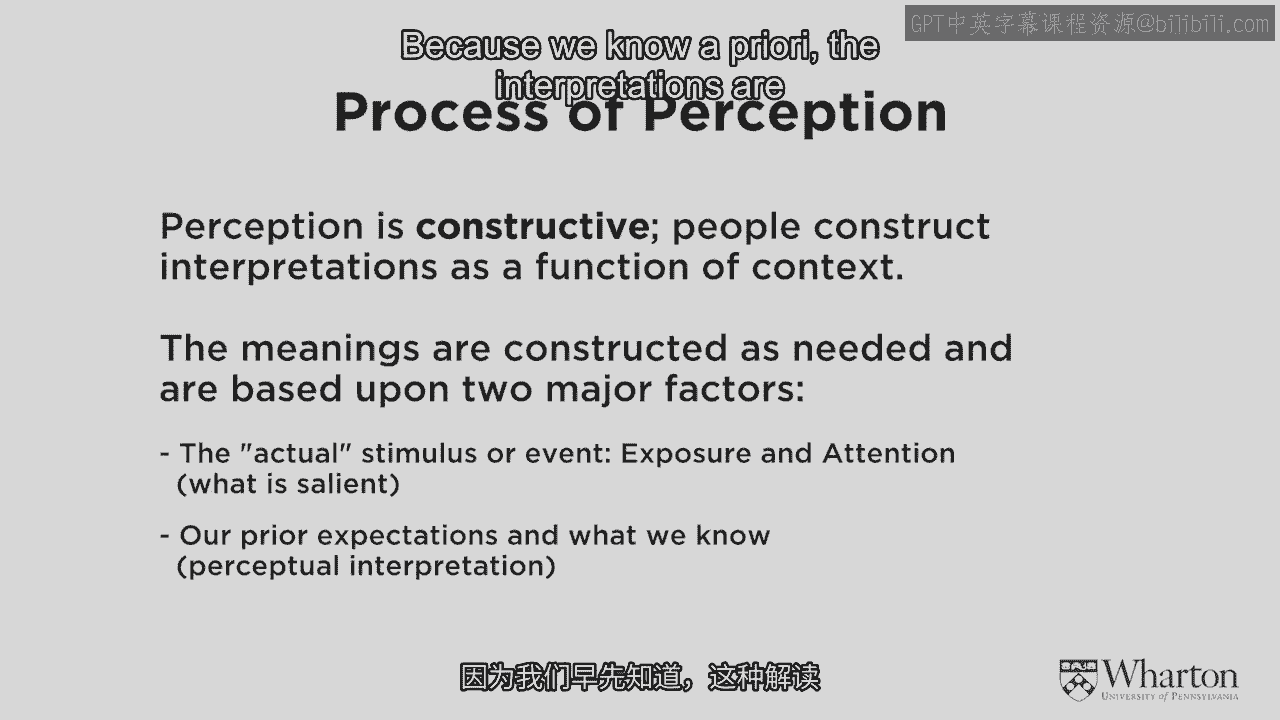 GPT中英字幕课程资源@bilibili.com
Because we know a priori, the
interpretations are
Process of Perception
Perception is constructive; people construct
interpretations as a function of context.
The meanings are constructed as needed and
are based upon two major factors:
- The "actual" stimulus or event: Exposure and Attention
(what is salient)
- Our prior expectations and what we know
(perceptual interpretation)
因为我们早先知道，这种解读
Wharton
UNIVERSITY of PENNSYLVANIA